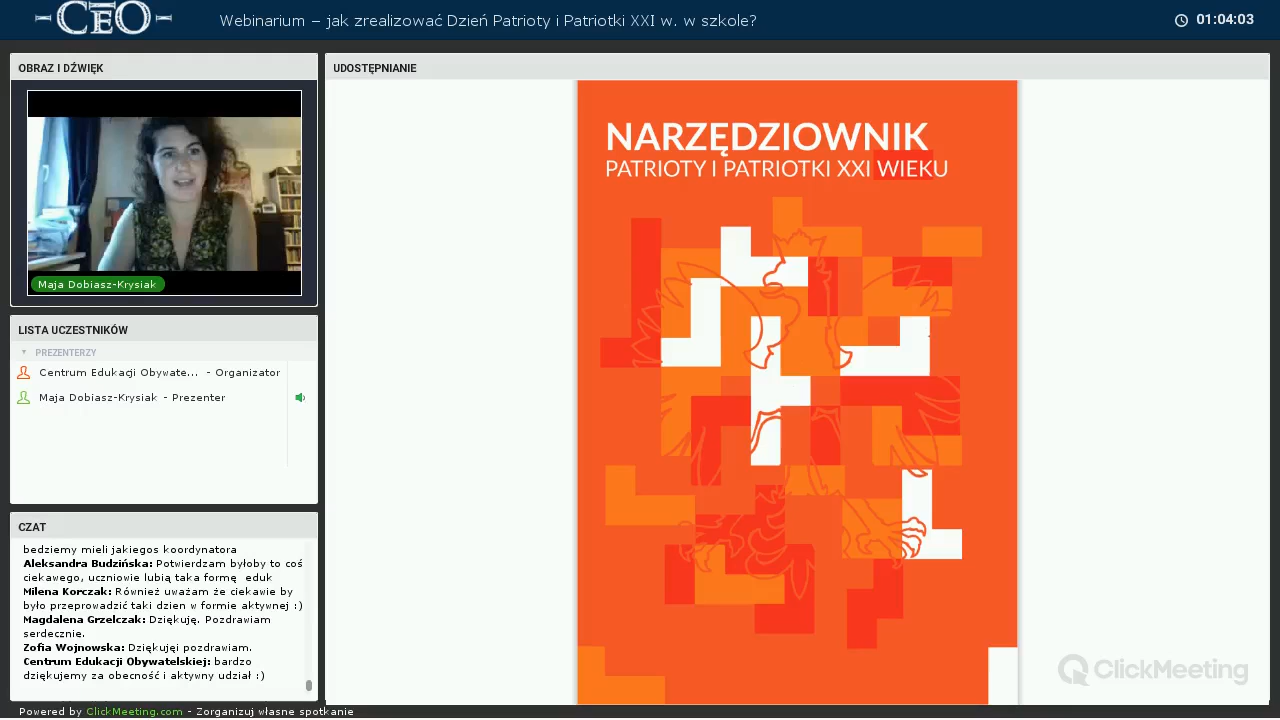 CEO
Webinarium – jak zrealizować Dzień Patrioty i Patriotki XXI w. w szkole?
01:04:03
OBRAZ I DŹWIĘK
Maja Dobiasz-Krysiak
LISTA UCZESTNIKÓW
PREZENTERZY
Centrum Edukacji Obywate... - Organizator
Maja Dobiasz-Krysiak - Prezenter
CZAT
bedziemy mieli jakiegos koordynatora
Aleksandra Budzińska: Potwierdzam byłoby to coś
ciekawego, uczniowie lubią taka formę eduk
Milena Korczak: Również uważam że ciekawie by
było przeprowadzić taki dzien w formie aktywnej :)
Magdalena Grzelczak: Dziękuję. Pozdrawiam
serdecznie.
Zofia Wojnowska: Dziękujęi pozdrawiam.
Centrum Edukacji Obywatelskiej: bardzo
dziękujemy za obecność i aktywny udział :)
Powered by ClickMeeting.com - Zorganizuj własne spotkanie
UDOSTĘPNIANIE
NARZĘDZIOWNIK
PATRIOTY I PATRIOTKI XXI WIEKU
ClickMeeting